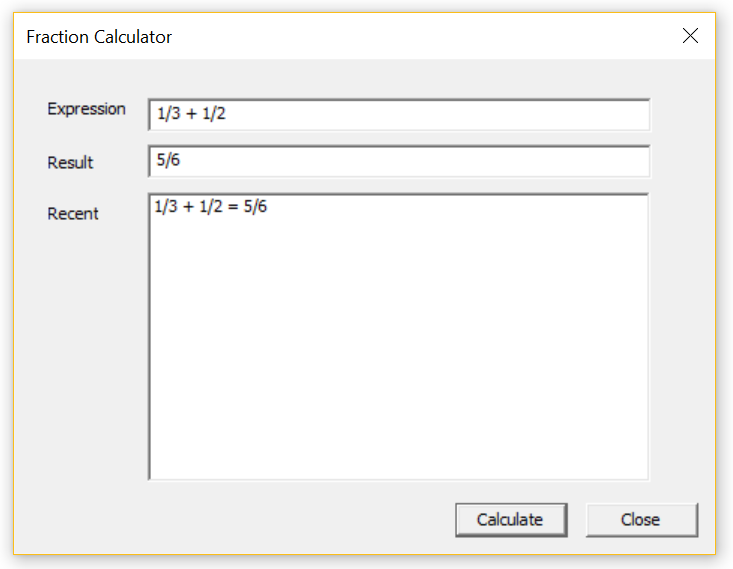 Fraction Calculator
Expression
1/3 + 1/2
Result
5/6
Recent
1/3 + 1/2 = 5/6
Calculate
Close